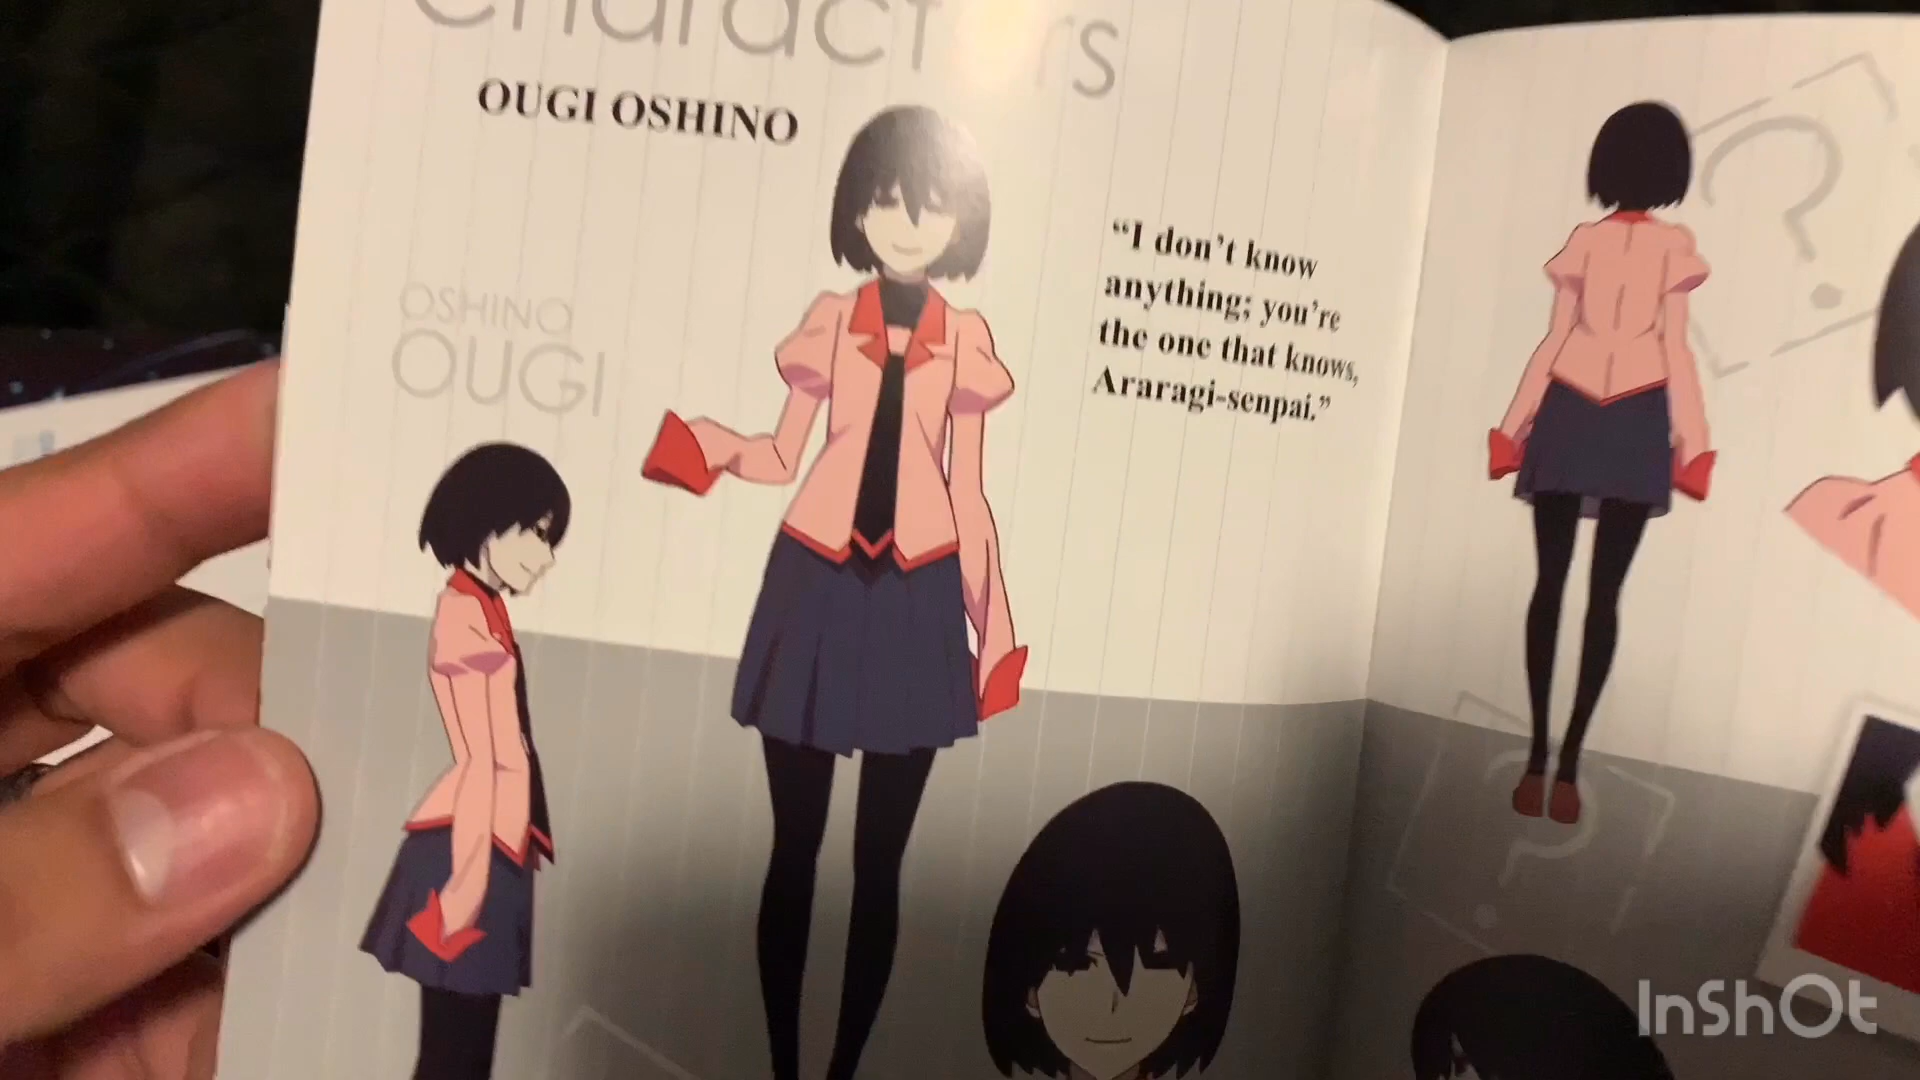 Characters
OUGI OSHINO
“I don’t know
anything; you’re
the one that knows,
Araragi-senpai.”
OSHINO
OUGI
?
?
InShOt